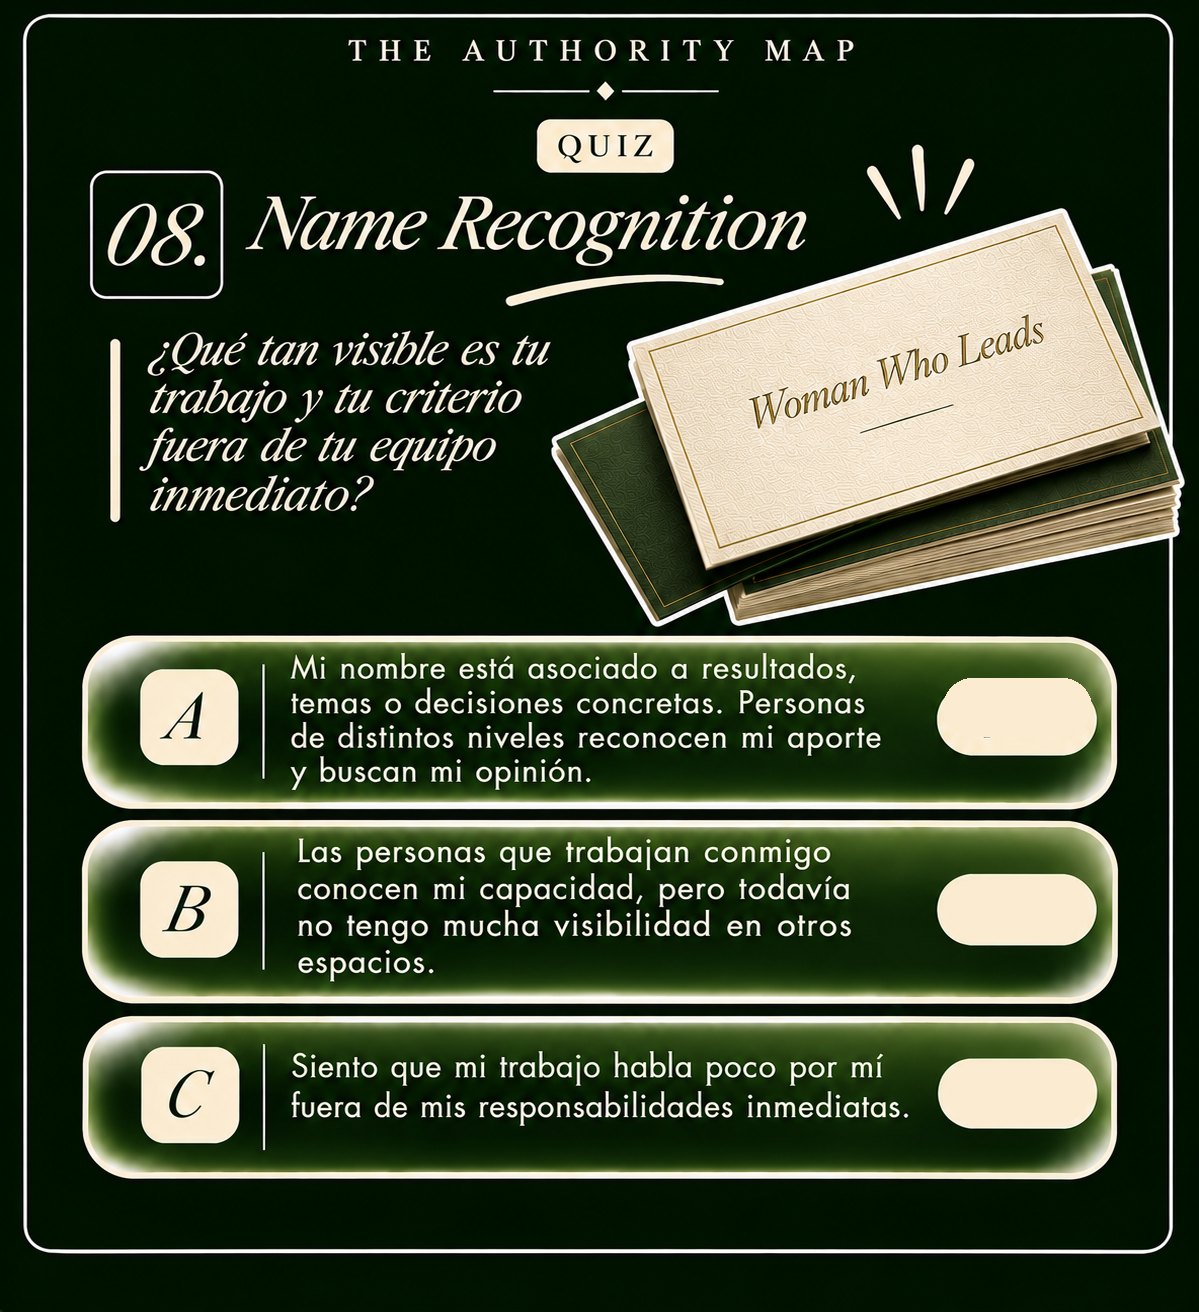 THE AUTHORITY MAP
QUIZ
08. Name Recognition
¿Qué tan visible es tu
trabajo y tu criterio
fuera de tu equipo
inmediato?
Woman Who Leads
A
Mi nombre está asociado a resultados,
temas o decisiones concretas. Personas
de distintos niveles reconocen mi aporte
y buscan mi opinión.
B
Las personas que trabajan conmigo
conocen mi capacidad, pero todavía
no tengo mucha visibilidad en otros
espacios.
C
Siento que mi trabajo habla poco por mí
fuera de mis responsabilidades inmediatas.